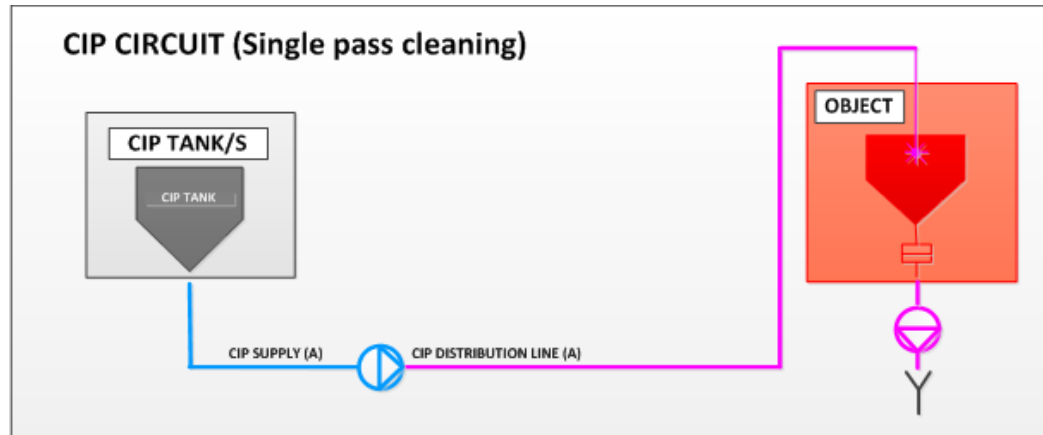 CIP CIRCUIT (Single pass cleaning)
OBJECT
CIP TANK/S
CIP TANK
CIP SUPPLY (A)
CIP DISTRIBUTION LINE (A)